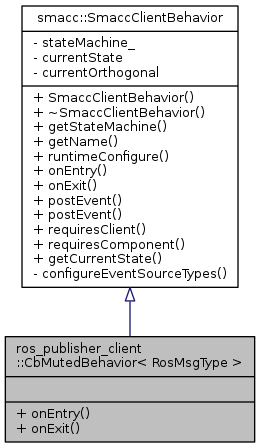 smacc::SmaccClientBehavior
- stateMachine_
- currentState
- currentOrthogonal
+ SmaccClientBehavior()
+ ~SmaccClientBehavior()
+ getStateMachine()
+ getName()
+ runtimeConfigure()
+ onEntry()
+ onExit()
+ postEvent()
+ postEvent()
+ requiresClient()
+ requiresComponent()
+ getCurrentState()
- configureEventSourceTypes()
ros_publisher_client
::CbMutedBehavior< RosMsgType >
+ onEntry()
+ onExit()